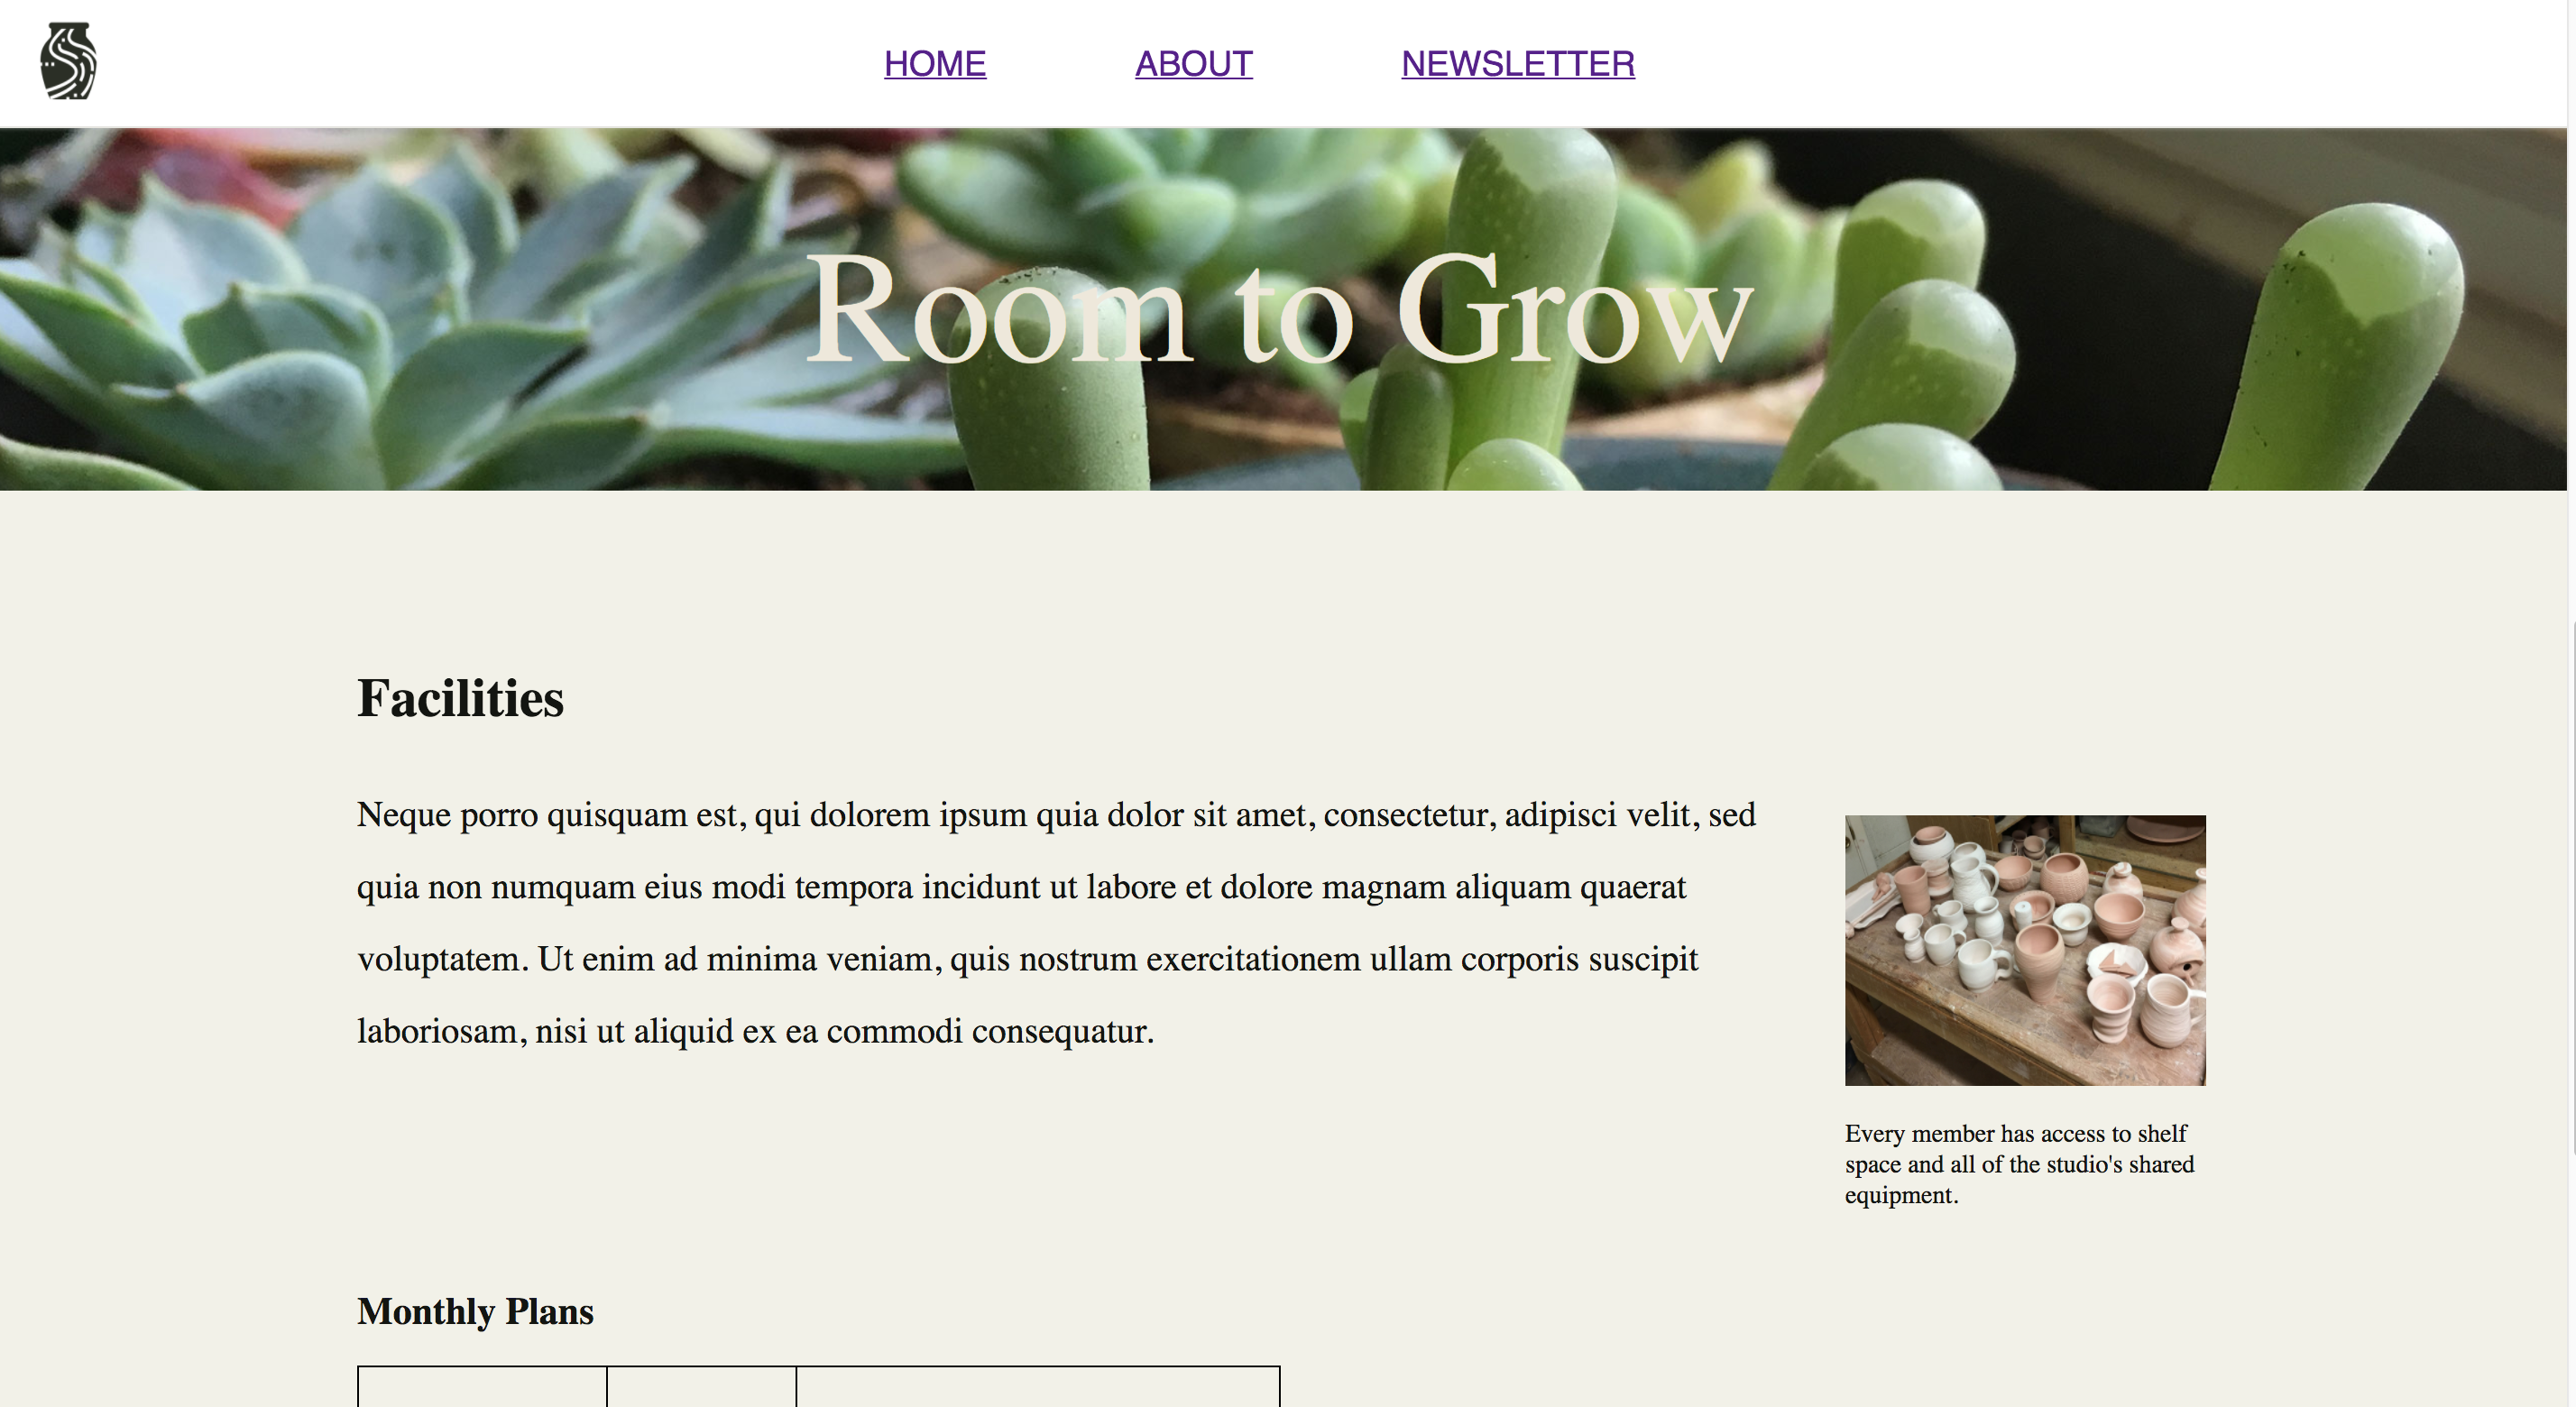 HOME ABOUT NEWSLETTER
Room to Grow
Facilities
Neque porro quisquam est, qui dolorem ipsum quia dolor sit amet, consectetur, adipisci velit, sed
quia non numquam eius modi tempora incidunt ut labore et dolore magnam aliquam quaerat
voluptatem. Ut enim ad minima veniam, quis nostrum exercitationem ullam corporis suscipit
laboriosam, nisi ut aliquid ex ea commodi consequatur.
Every member has access to shelf
space and all of the studio's shared
equipment.
Monthly Plans